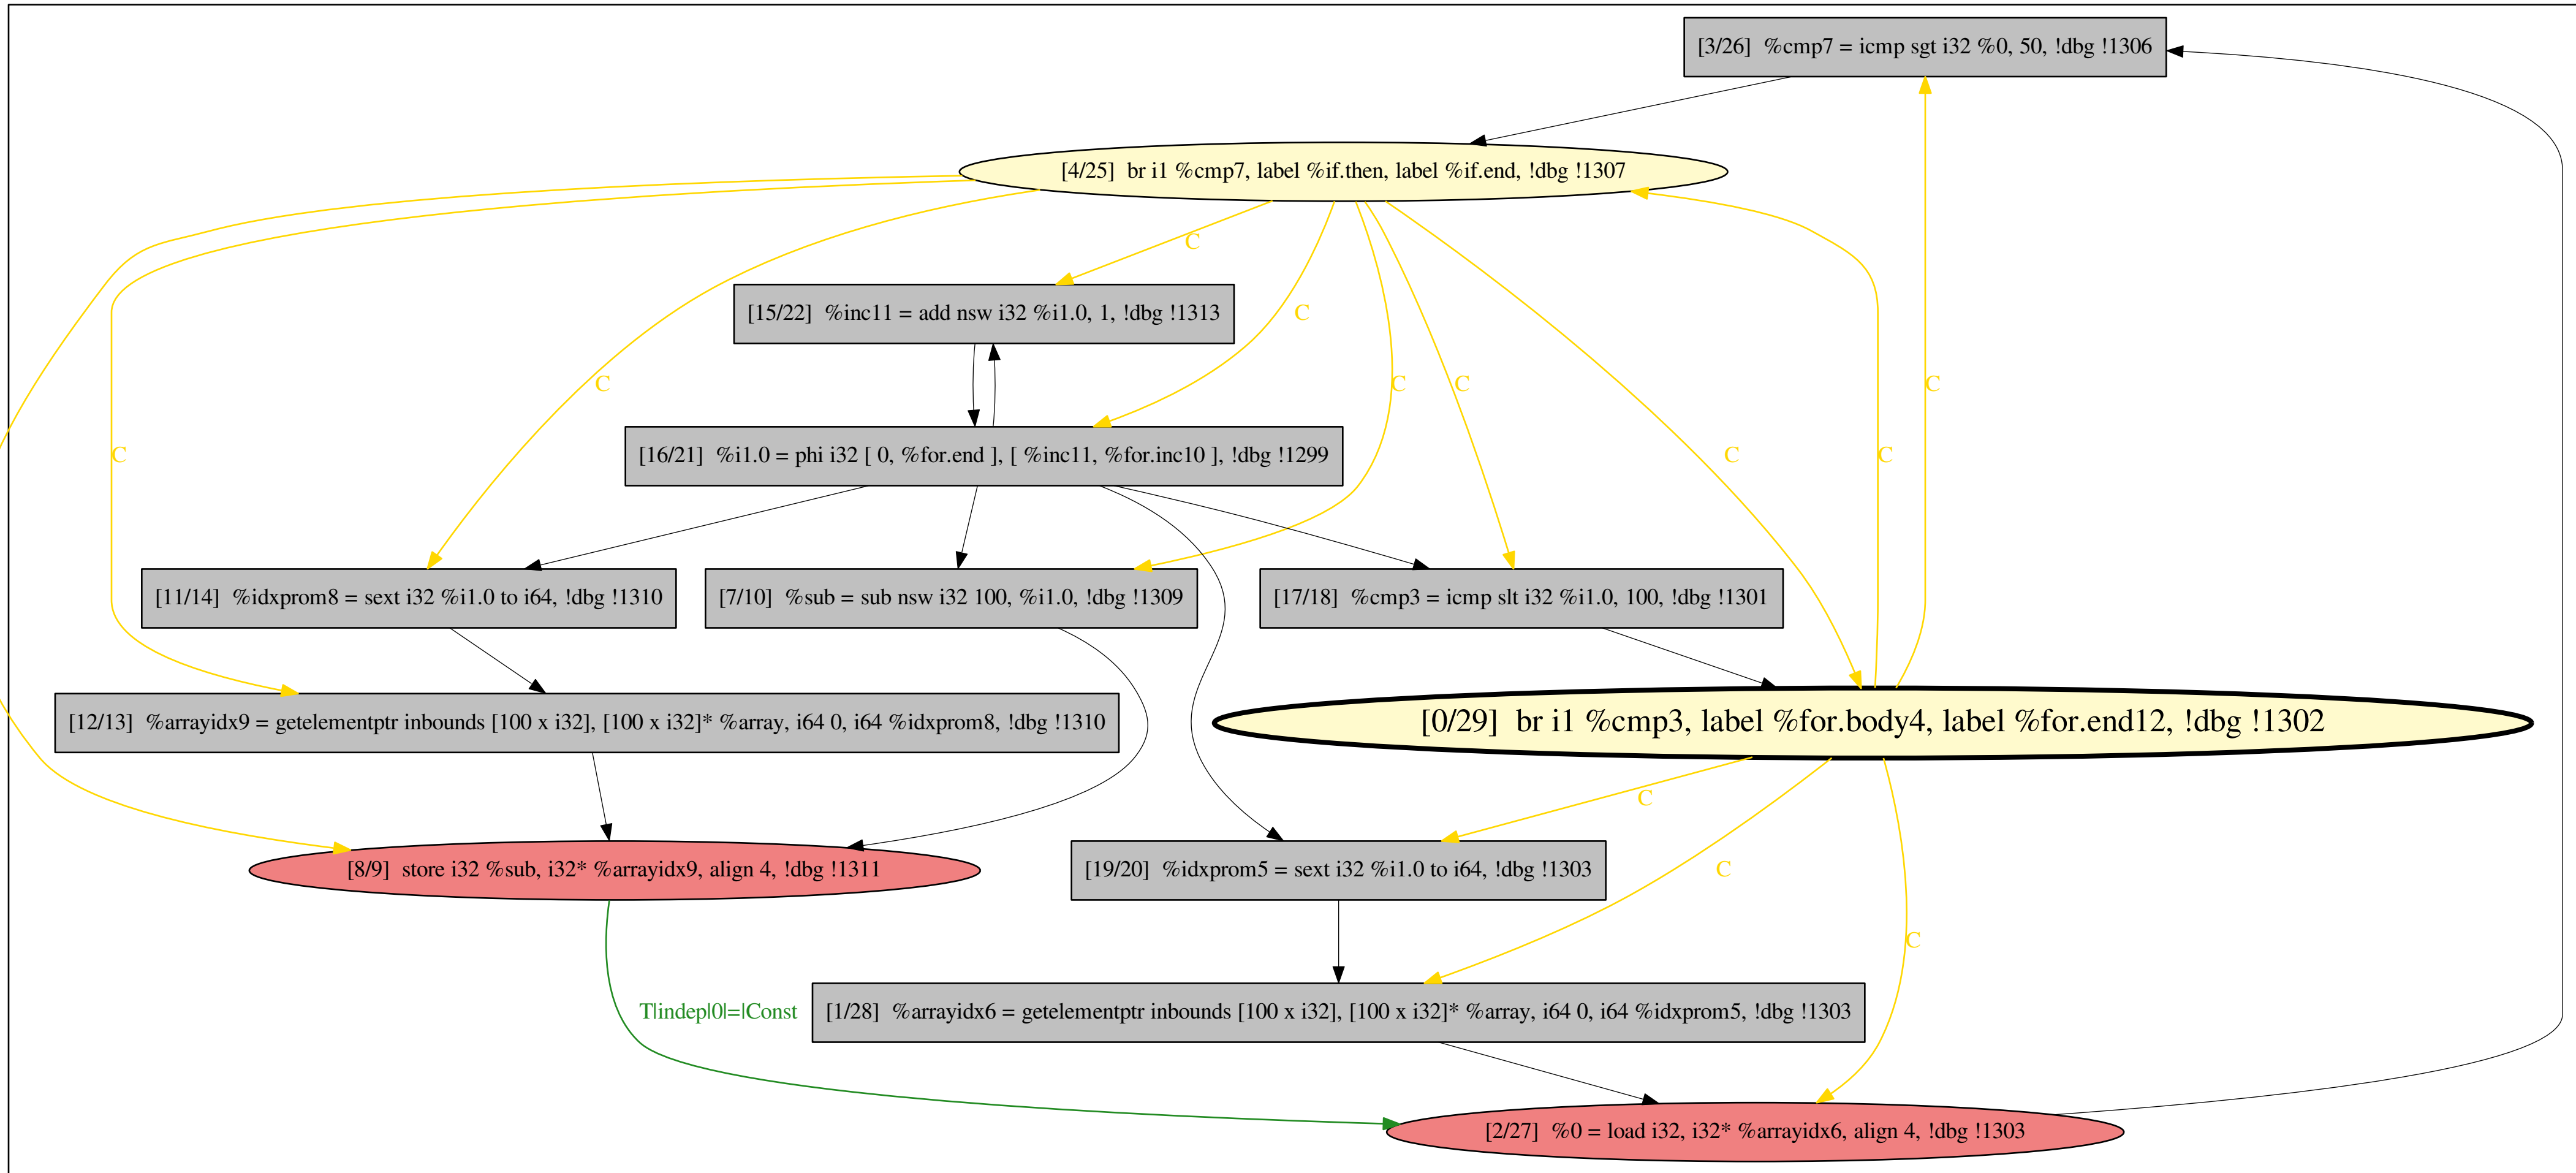 [3/26]  %cmp7 = icmp sgt i32 %0, 50, !dbg !1306
[4/25]  br i1 %cmp7, label %if.then, label %if.end, !dbg !1307
C
[15/22]  %inc11 = add nsw i32 %i1.0, 1, !dbg !1313
C
C
C
C
C
[16/21]  %i1.0 = phi i32 [ 0, %for.end ], [ %inc11, %for.inc10 ], !dbg !1299
C
C
C
[11/14]  %idxprom8 = sext i32 %i1.0 to i64, !dbg !1310
[7/10]  %sub = sub nsw i32 100, %i1.0, !dbg !1309
[17/18]  %cmp3 = icmp slt i32 %i1.0, 100, !dbg !1301
[12/13]  %arrayidx9 = getelementptr inbounds [100 x i32], [100 x i32]* %array, i64 0, i64 %idxprom8, !dbg !1310
[0/29]  br i1 %cmp3, label %for.body4, label %for.end12, !dbg !1302
C
[8/9]  store i32 %sub, i32* %arrayidx9, align 4, !dbg !1311
[19/20]  %idxprom5 = sext i32 %i1.0 to i64, !dbg !1303
C
C
T|indep|0|=|Const
[1/28]  %arrayidx6 = getelementptr inbounds [100 x i32], [100 x i32]* %array, i64 0, i64 %idxprom5, !dbg !1303
[2/27]  %0 = load i32, i32* %arrayidx6, align 4, !dbg !1303